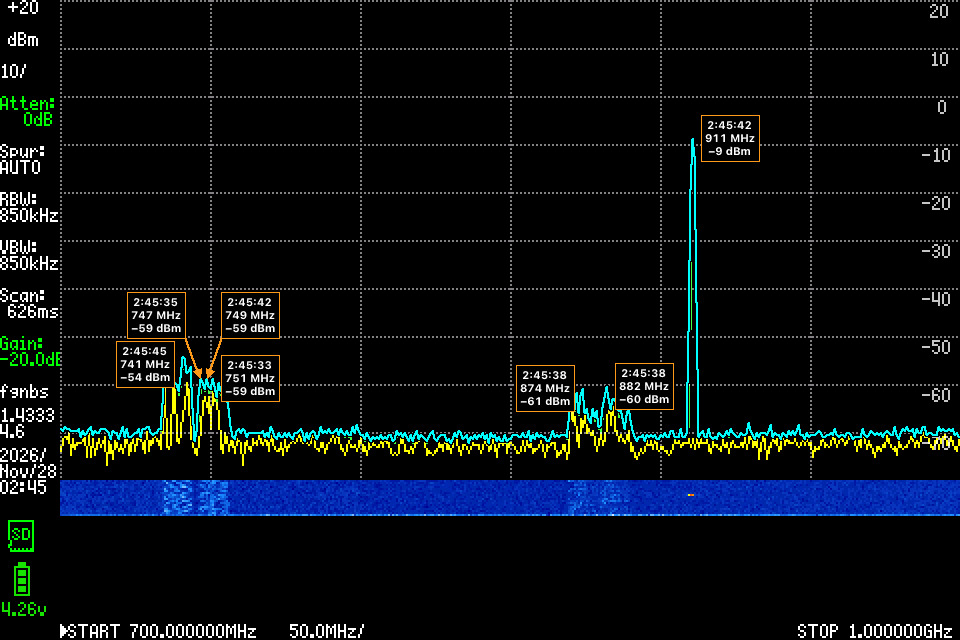 +20
dBm
10/
Atten:
0dB
Spur:
AUTO
RBW:
850kHz
VBW:
850kHz
Scan:
626ms
Gain:
-20.0dB
fgnbs
1.4333
4.6
2026/
Nov/28
02:45
SD
4.26v
20
10
0
-10
-20
-30
-40
-50
-60
2:45:42
911 MHz
−9 dBm
2:45:35
747 MHz
−59 dBm
2:45:42
749 MHz
−59 dBm
2:45:45
741 MHz
−54 dBm
2:45:33
751 MHz
−59 dBm
2:45:38
874 MHz
−61 dBm
2:45:38
882 MHz
−60 dBm
START 700.000000MHz 50.0MHz/ STOP 1.000000GHz